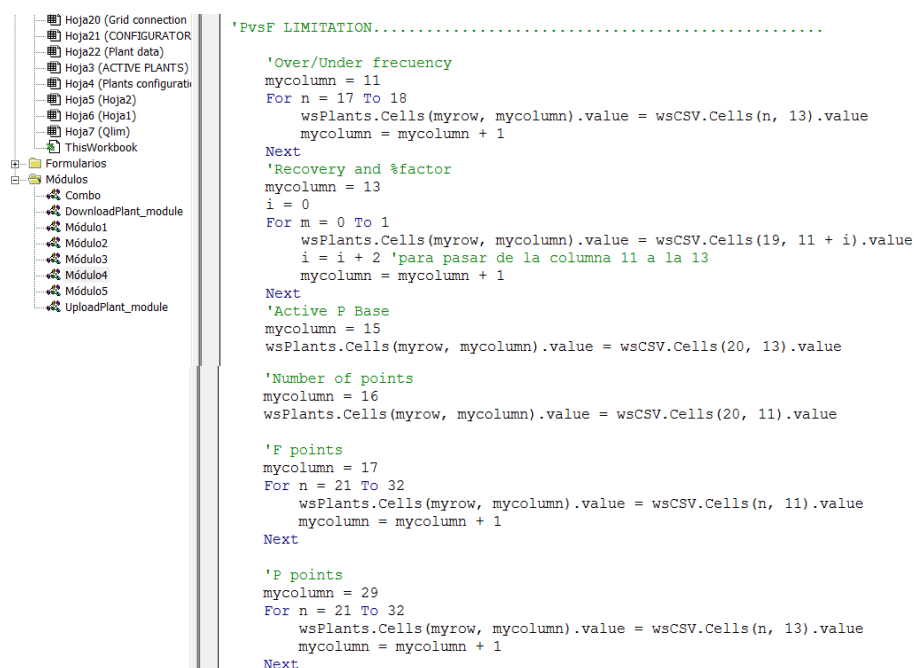 Hoja20 (Grid connection
Hoja21 (CONFIGURATOR
Hoja22 (Plant data)
Hoja3 (ACTIVE PLANTS)
Hoja4 (Plants configurati
Hoja5 (Hoja2)
Hoja6 (Hoja1)
Hoja7 (Qlim)
ThisWorkbook
Formularios
Módulos
Combo
DownloadPlant_module
Módulo1
Módulo2
Módulo3
Módulo4
Módulo5
UploadPlant_module
'PvsF LIMITATION...................................................
'Over/Under frecuency
mycolumn = 11
For n = 17 To 18
wsPlants.Cells(myrow, mycolumn).value = wsCSV.Cells(n, 13).value
mycolumn = mycolumn + 1
Next
'Recovery and %factor
mycolumn = 13
i = 0
For m = 0 To 1
wsPlants.Cells(myrow, mycolumn).value = wsCSV.Cells(19, 11 + i).value
i = i + 2 'para pasar de la columna 11 a la 13
mycolumn = mycolumn + 1
Next
'Active P Base
mycolumn = 15
wsPlants.Cells(myrow, mycolumn).value = wsCSV.Cells(20, 13).value
'Number of points
mycolumn = 16
wsPlants.Cells(myrow, mycolumn).value = wsCSV.Cells(20, 11).value
'F points
mycolumn = 17
For n = 21 To 32
wsPlants.Cells(myrow, mycolumn).value = wsCSV.Cells(n, 11).value
mycolumn = mycolumn + 1
Next
'P points
mycolumn = 29
For n = 21 To 32
wsPlants.Cells(myrow, mycolumn).value = wsCSV.Cells(n, 13).value
mycolumn = mycolumn + 1
Next